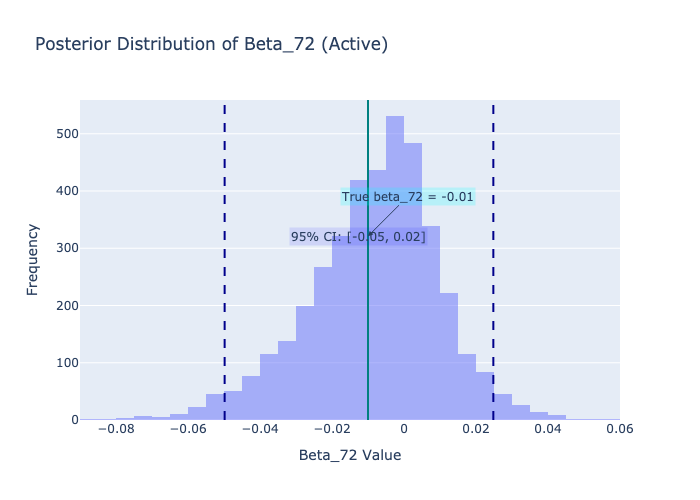 Posterior Distribution of Beta_72 (Active)
500
400
300
200
100
0
Frequency
True beta_72 = -0.01
95% CI: [-0.05, 0.02]
−0.08
−0.06
−0.04
−0.02
0
0.02
0.04
0.06
Beta_72 Value